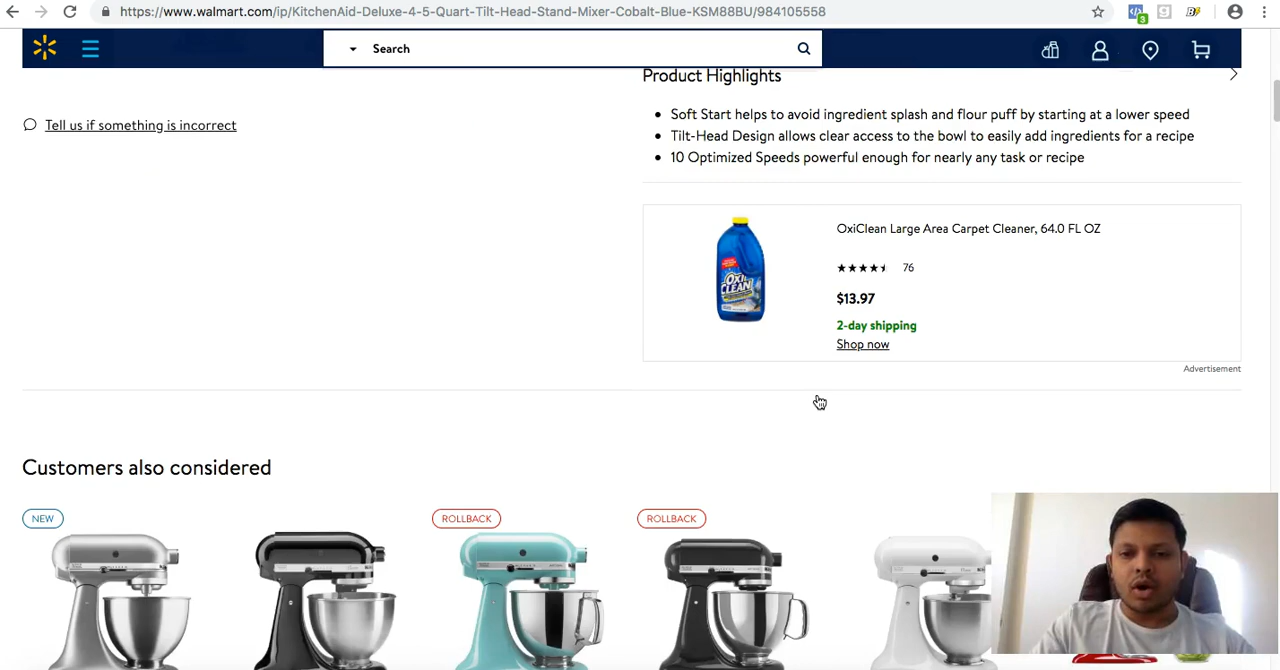 https://www.walmart.com/ip/KitchenAid-Deluxe-4-5-Quart-Tilt-Head-Stand-Mixer-Cobalt-Blue-KSM88BU/984105558
3
Search
Product Highlights
Soft Start helps to avoid ingredient splash and flour puff by starting at a lower speed
Tell us if something is incorrect
Tilt-Head Design allows clear access to the bowl to easily add ingredients for a recipe
10 Optimized Speeds powerful enough for nearly any task or recipe
OxiClean Large Area Carpet Cleaner, 64.0 FL OZ
76
OXI
CLEAN
$13.97
2-day shipping
Shop now
Advertisement
Customers also considered
NEW
ROLLBACK
ROLLBACK